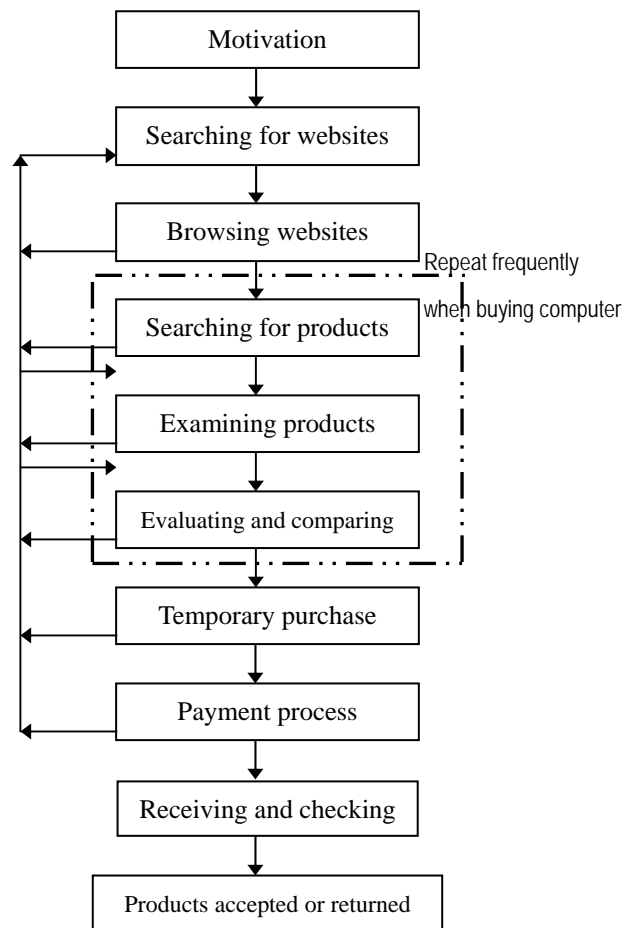 Motivation
Searching for websites
Browsing websites
Repeat frequently
when buying computer
Searching for products
Examining products
Evaluating and comparing
Temporary purchase
Payment process
Receiving and checking
Products accepted or returned